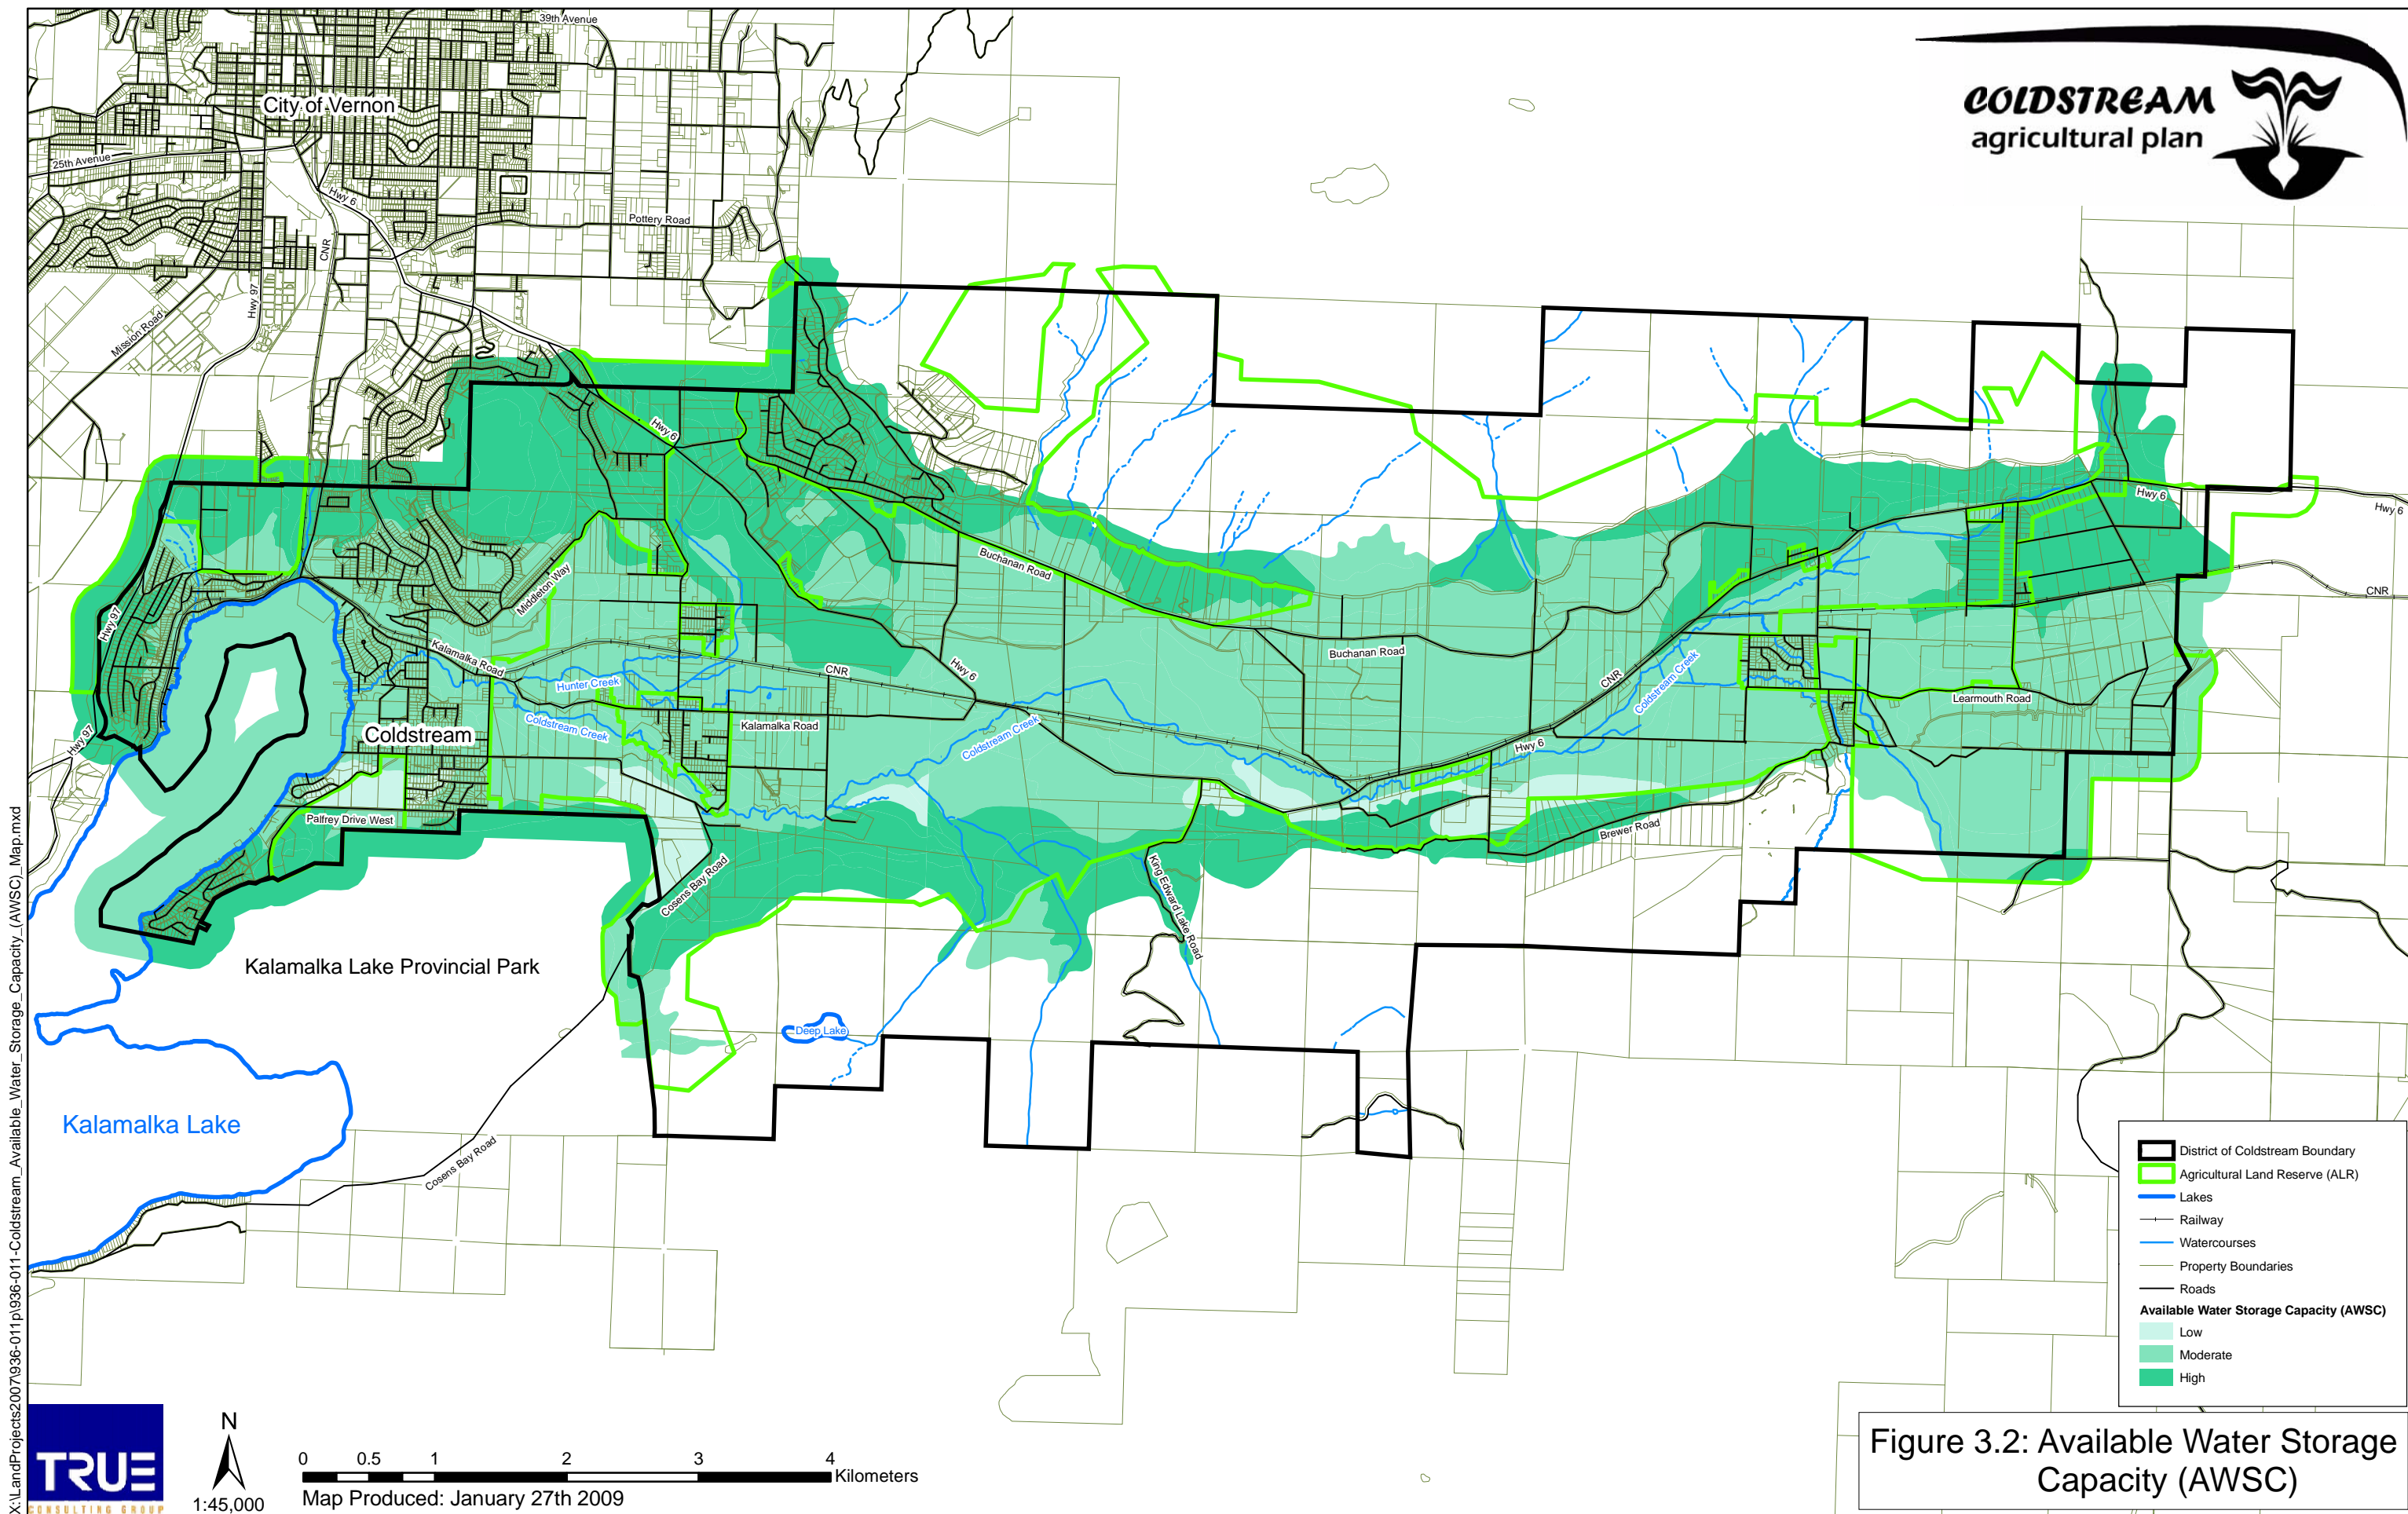 39th Avenue
City of Vernon
25th Avenue
Hwy 6
Pottery Road
CNR
Hwy 97
Mission Road
COLDSTREAM
agricultural plan
Hwy 6
Hwy 6
Hwy 6
CNR
Buchanan Road
Middleton Way
Hwy 97
Kalamalka Road
Hunter Creek
CNR
Hwy 6
Buchanan Road
CNR
Coldstream Creek
Learmouth Road
Coldstream
Coldstream Creek
Kalamalka Road
Coldstream Creek
Hwy 6
Hwy 97
Palfrey Drive West
Brewer Road
Cosens Bay Road
King Edward Lake Road
Kalamalka Lake Provincial Park
Deep Lake
Kalamalka Lake
Cosens Bay Road
District of Coldstream Boundary
Agricultural Land Reserve (ALR)
Lakes
Railway
Watercourses
Property Boundaries
Roads
Available Water Storage Capacity (AWSC)
Low
Moderate
High
Figure 3.2: Available Water Storage
Capacity (AWSC)
TRUE
CONSULTING GROUP
N
1:45,000
0 0.5 1 2 3 4
Kilometers
Map Produced: January 27th 2009
X:\LandProjects2007\936-011p\936-011-Coldstream_Available_Water_Storage_Capacity_(AWSC)_Map.mxd